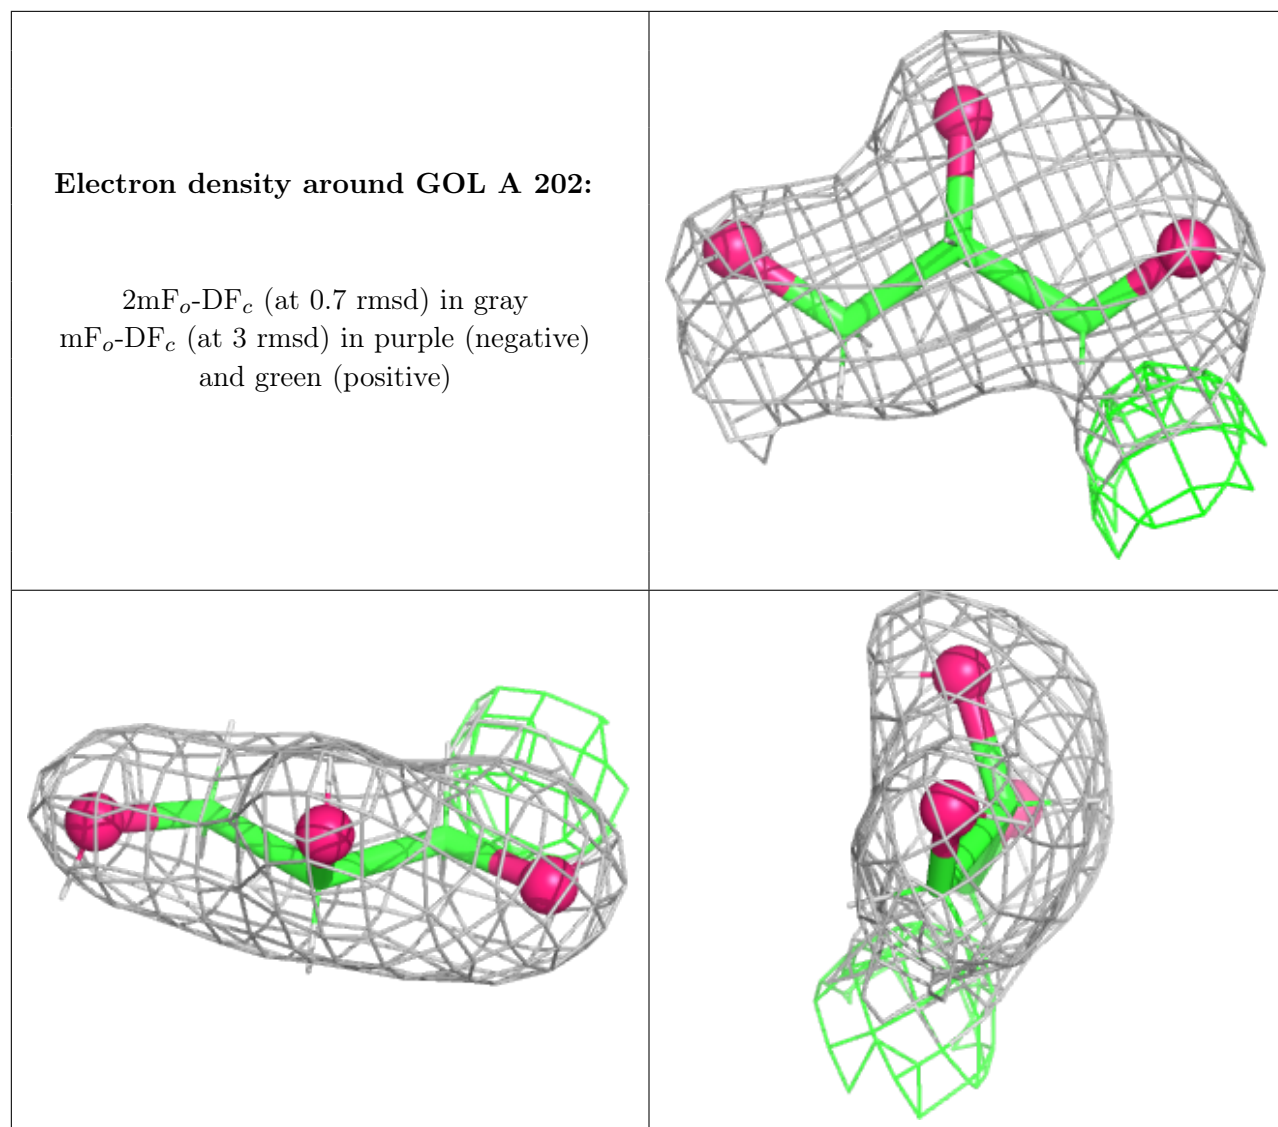 Electron density around GOL A 202:
2mFo-DFc (at 0.7 rmsd) in gray
mFo-DFc (at 3 rmsd) in purple (negative)
and green (positive)